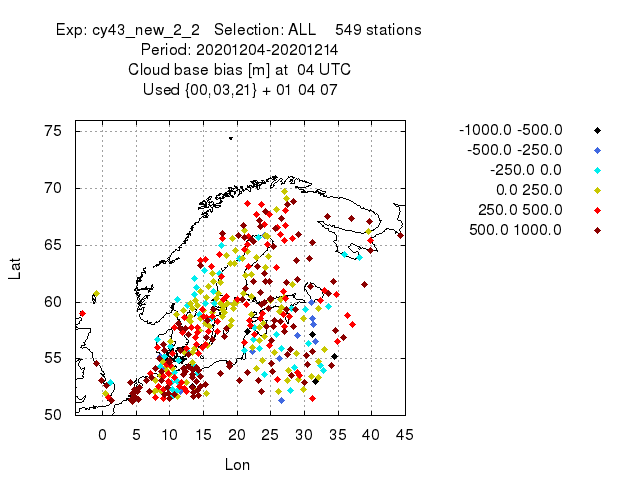 Exp: cy43_new_2_2 Selection: ALL 549 stations
Period: 20201204-20201214
Cloud base bias [m] at 04 UTC
Used {00,03,21} + 01 04 07
-1000.0 -500.0
-500.0 -250.0
-250.0 0.0
0.0 250.0
250.0 500.0
500.0 1000.0
75
70
65
60
55
50
Lat
0 5 10 15 20 25 30 35 40 45
Lon